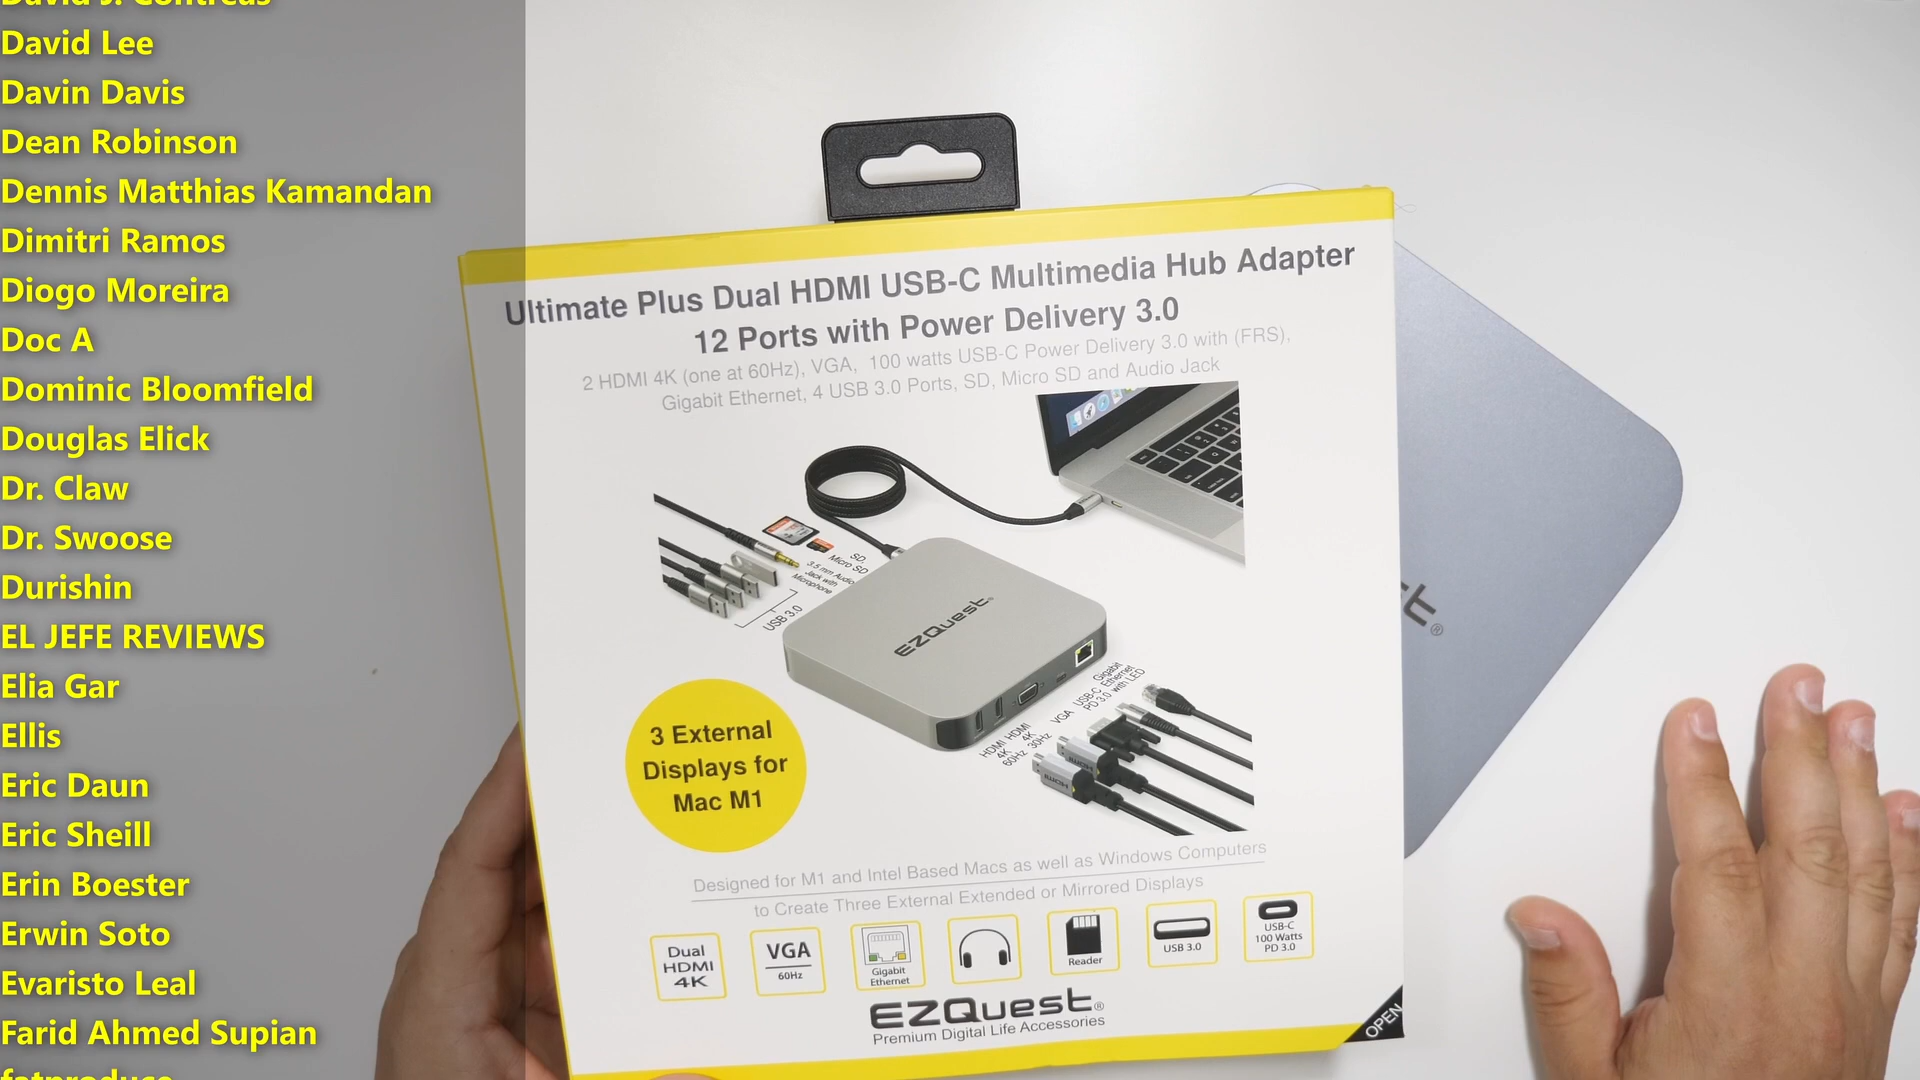 David J. Contreas
David Lee
Davin Davis
Dean Robinson
Dennis Matthias Kamandan
Dimitri Ramos
Diogo Moreira
Doc A
Dominic Bloomfield
Douglas Elick
Dr. Claw
Dr. Swoose
Durishin
EL JEFE REVIEWS
Elia Gar
Ellis
Eric Daun
Eric Sheill
Erin Boester
Erwin Soto
Evaristo Leal
Farid Ahmed Supian
fatproduce
Ultimate Plus Dual HDMI USB-C Multimedia Hub Adapter
12 Ports with Power Delivery 3.0
2 HDMI 4K (one at 60Hz), VGA, 100 watts USB-C Power Delivery 3.0 with (FRS),
Gigabit Ethernet, 4 USB 3.0 Ports, SD, Micro SD and Audio Jack
SD,
Micro SD
3.5 mm Audio
Jack with
Microphone
USB 3.0
EZQuest®
HDMI
4K
60Hz
HDMI
4K
30Hz
VGA
USB-C
PD 3.0
Gigabit
Ethernet
with LED
HDMI
HDMI
3 External
Displays for
Mac M1
Designed for M1 and Intel Based Macs as well as Windows Computers
to Create Three External Extended or Mirrored Displays
Dual
HDMI
4K
VGA
60Hz
Gigabit
Ethernet
Reader
USB 3.0
USB-C
100 Watts
PD 3.0
EZQuest®
Premium Digital Life Accessories
OPEN